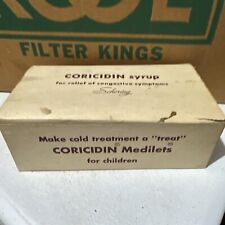 FILTER KINGS
CORICIDIN syrup
for relief of congestive symptoms
Schering
Make cold treatment a "treat"
CORICIDIN® Medilets®
for children